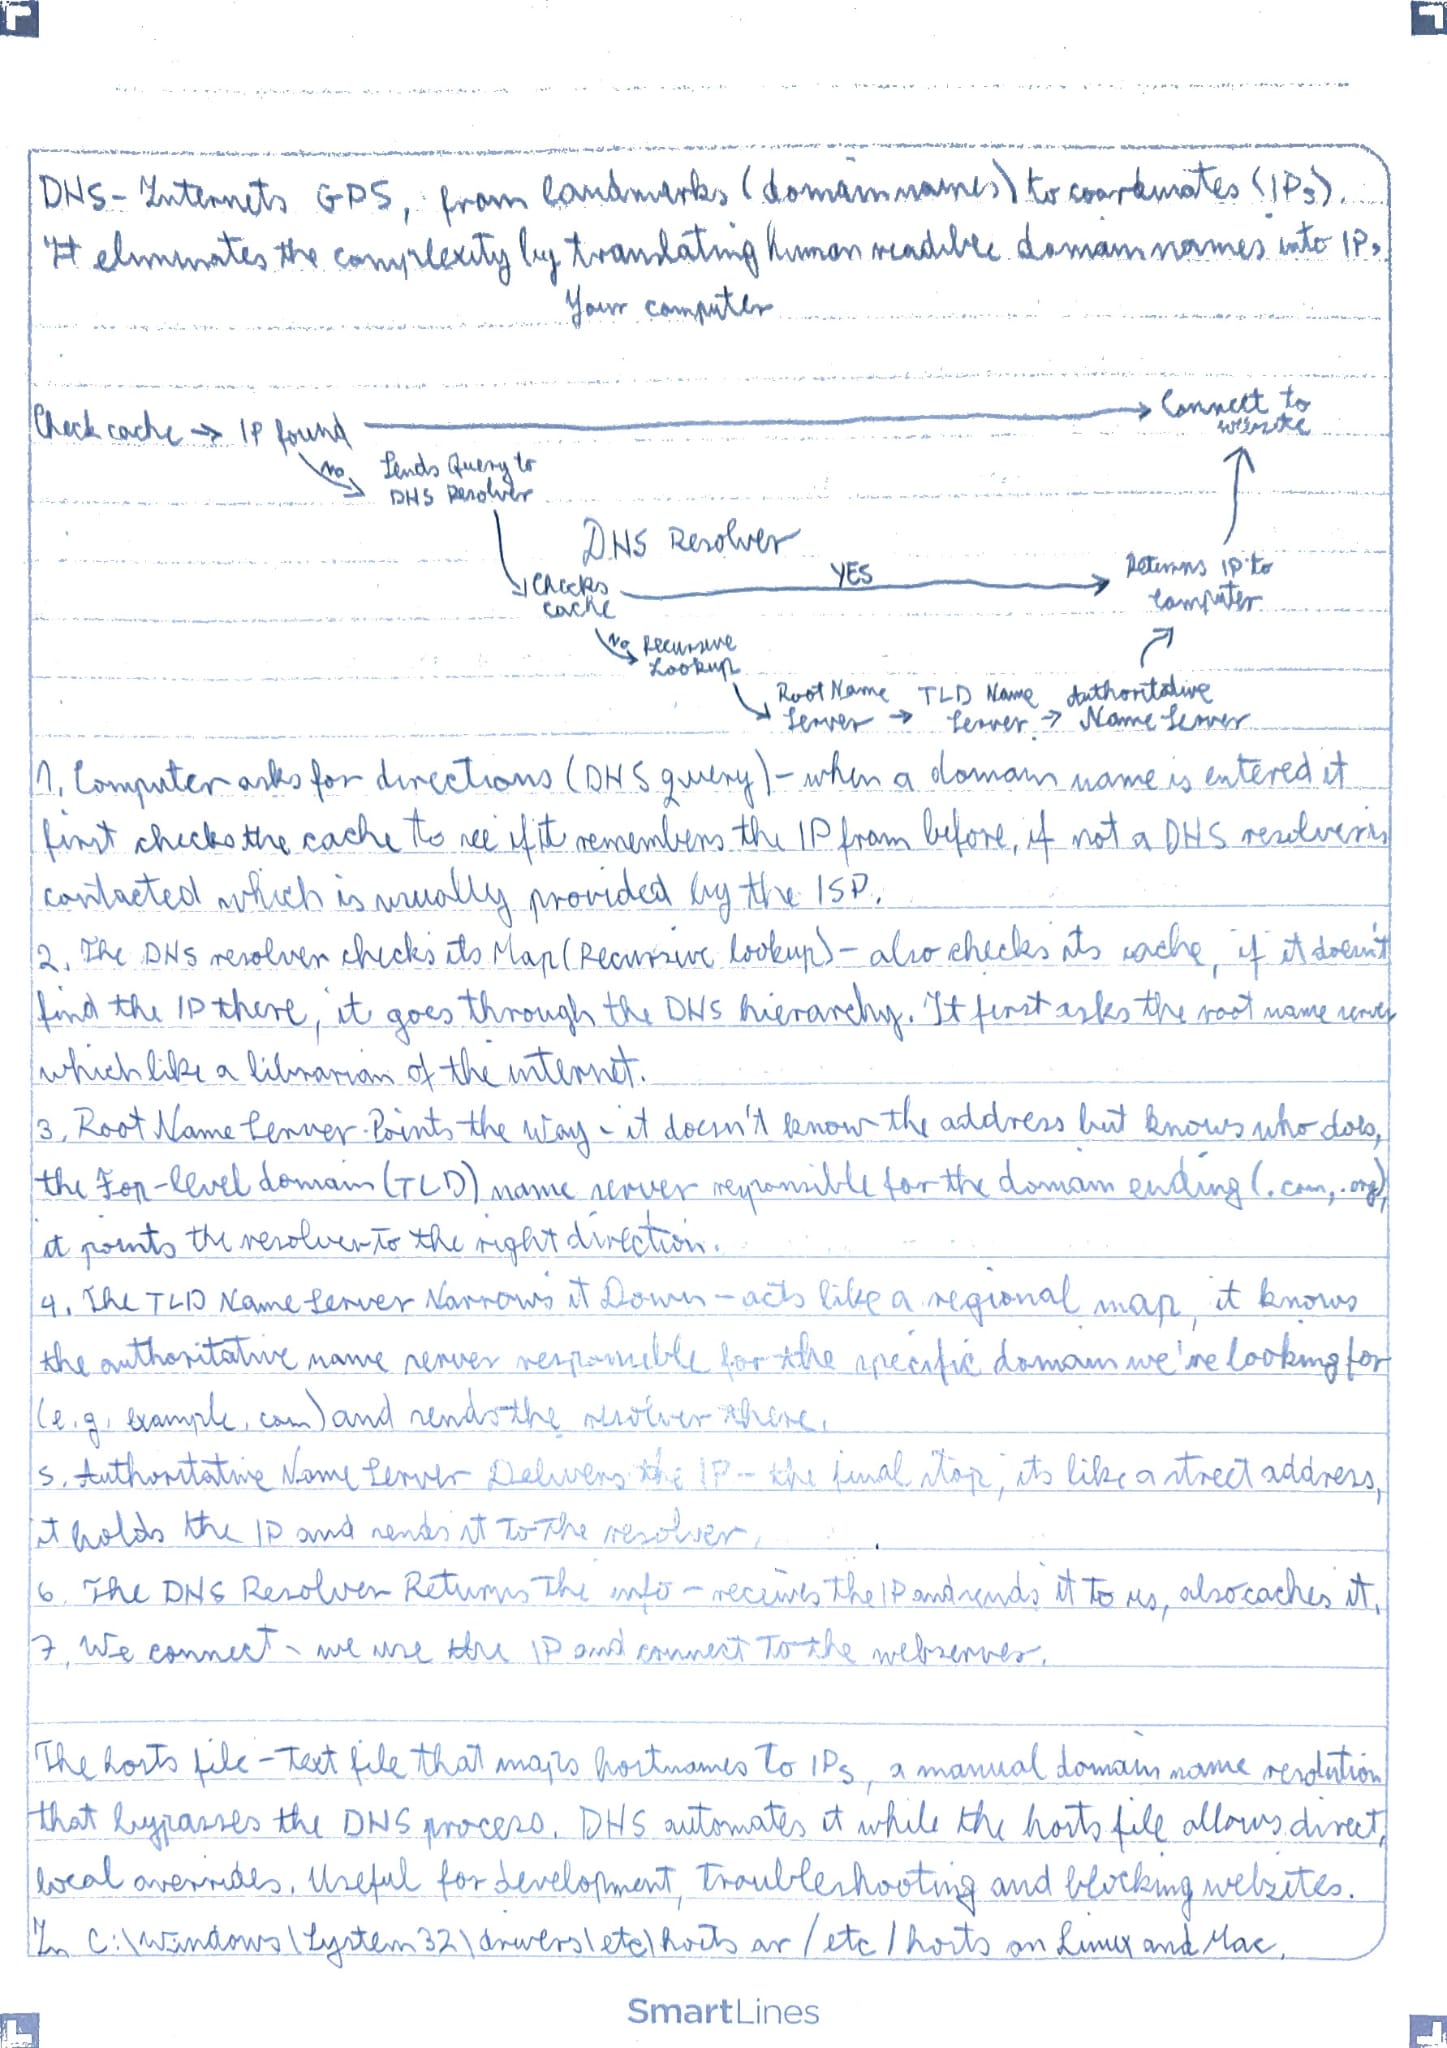 DNS - Internets GPS, from landmarks (domain names) to coordinates (IPs).
It eliminates the complexity by translating human readible domain names into IPs
Your computer
Check cache → IP found → Connect to website
No
Sends Query to
DNS Resolver
DNS Resolver
Checks
cache
YES
Returns IP to
computer
No
Recursive
Lookup
Root Name
Server → TLD Name
Server → Authoritative
Name Server
1. Computer asks for directions (DNS query) - when a domain name is entered it
first checks the cache to see if it remembers the IP from before, if not a DNS resolver is
contacted which is usually provided by the ISP.
2. The DNS resolver checks its Map (Recursive lookup) - also checks its cache, if it doesn't
find the IP there, it goes through the DNS hierarchy. It first asks the root name server
which like a librarian of the internet.
3. Root Name Server Points the Way - it doesn't know the address but knows who does,
the Top-level domain (TLD) name server responsible for the domain ending (.com, .org),
it points the resolver to the right direction.
4. The TLD Name Server Narrows it Down - acts like a regional map, it knows
the authoritative name server responsible for the specific domain we're looking for
(e.g. example.com) and sends the resolver there.
5. Authoritative Name Server Delivers the IP - the final stop, its like a street address,
it holds the IP and sends it to the resolver.
6. The DNS Resolver Returns the info - receives the IP and sends it to us, also caches it.
7. We connect - we use the IP and connect to the webserver.
The hosts file - text file that maps hostnames to IPs, a manual domain name resolution
that bypasses the DNS process. DNS automates it while the hosts file allows direct,
local overrides. Useful for development, troubleshooting and blocking websites.
In C:\Windows\System32\drivers\etc\hosts or /etc/hosts on Linux and Mac.
SmartLines